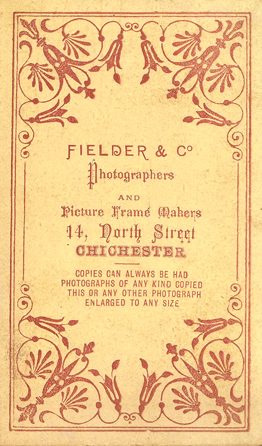 FIELDER & Co
Photographers
AND
Picture Frame Makers
14, North Street
CHICHESTER
COPIES CAN ALWAYS BE HAD
PHOTOGRAPHS OF ANY KIND COPIED
THIS OR ANY OTHER PHOTOGRAPH
ENLARGED TO ANY SIZE